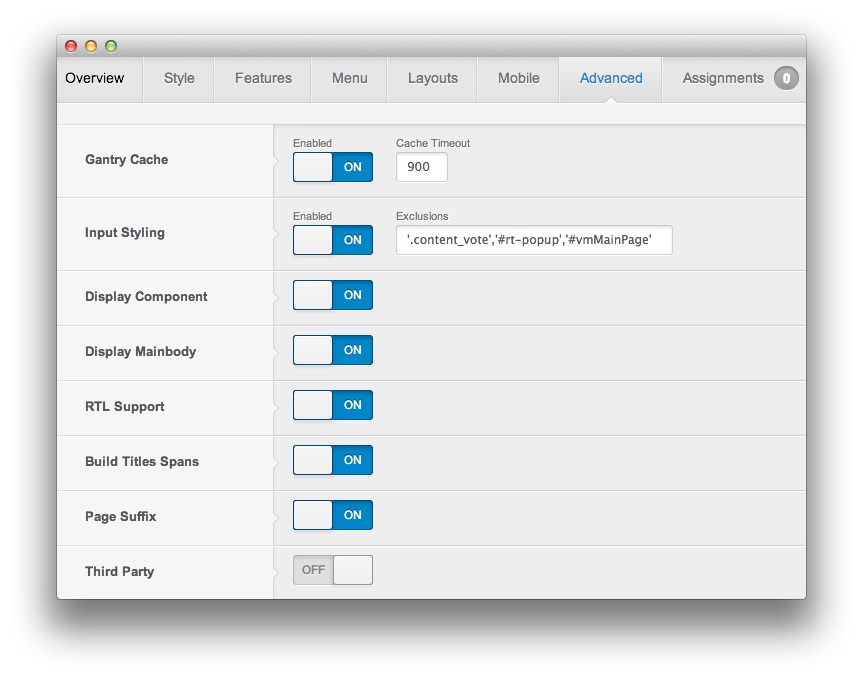 Overview Style Features Menu Layouts Mobile Advanced Assignments 0
Enabled Cache Timeout
Gantry Cache ON 900
Enabled Exclusions
Input Styling ON '.content_vote','#rt-popup','#vmMainPage'
Display Component ON
Display Mainbody ON
RTL Support ON
Build Titles Spans ON
Page Suffix ON
Third Party OFF